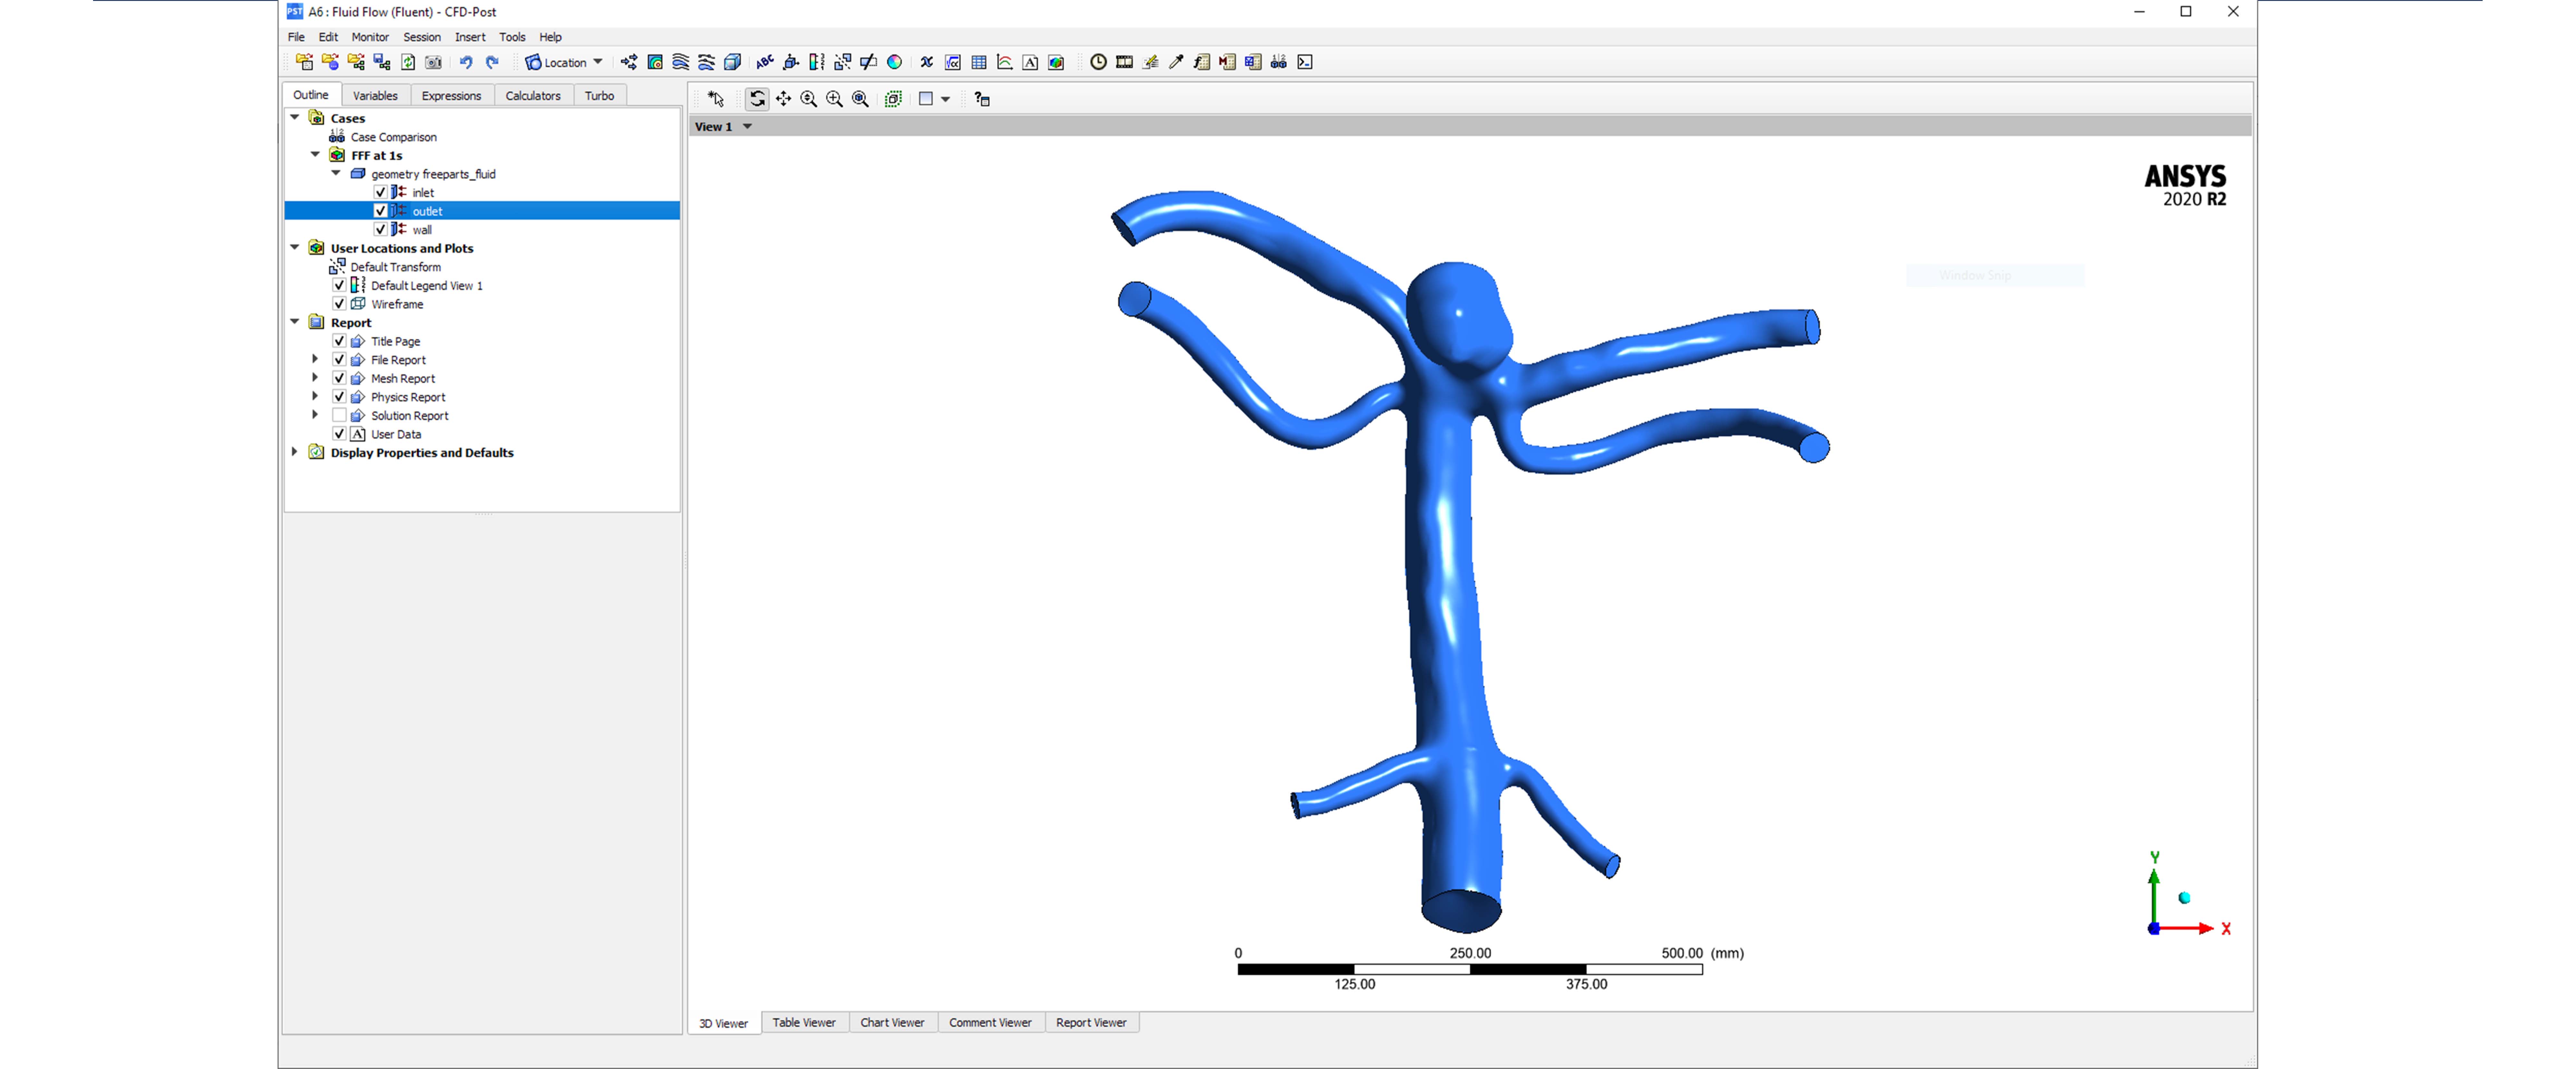 PST A6 : Fluid Flow (Fluent) - CFD-Post
File Edit Monitor Session Insert Tools Help
Location
Outline Variables Expressions Calculators Turbo
View 1
Cases
Case Comparison
FFF at 1s
geometry freeparts_fluid
inlet
outlet
wall
User Locations and Plots
Default Transform
Default Legend View 1
Wireframe
Report
Title Page
File Report
Mesh Report
Physics Report
Solution Report
A User Data
Display Properties and Defaults
ANSYS
2020 R2
Window Snip
Y
X
0 250.00 500.00 (mm)
125.00 375.00
3D Viewer Table Viewer Chart Viewer Comment Viewer Report Viewer